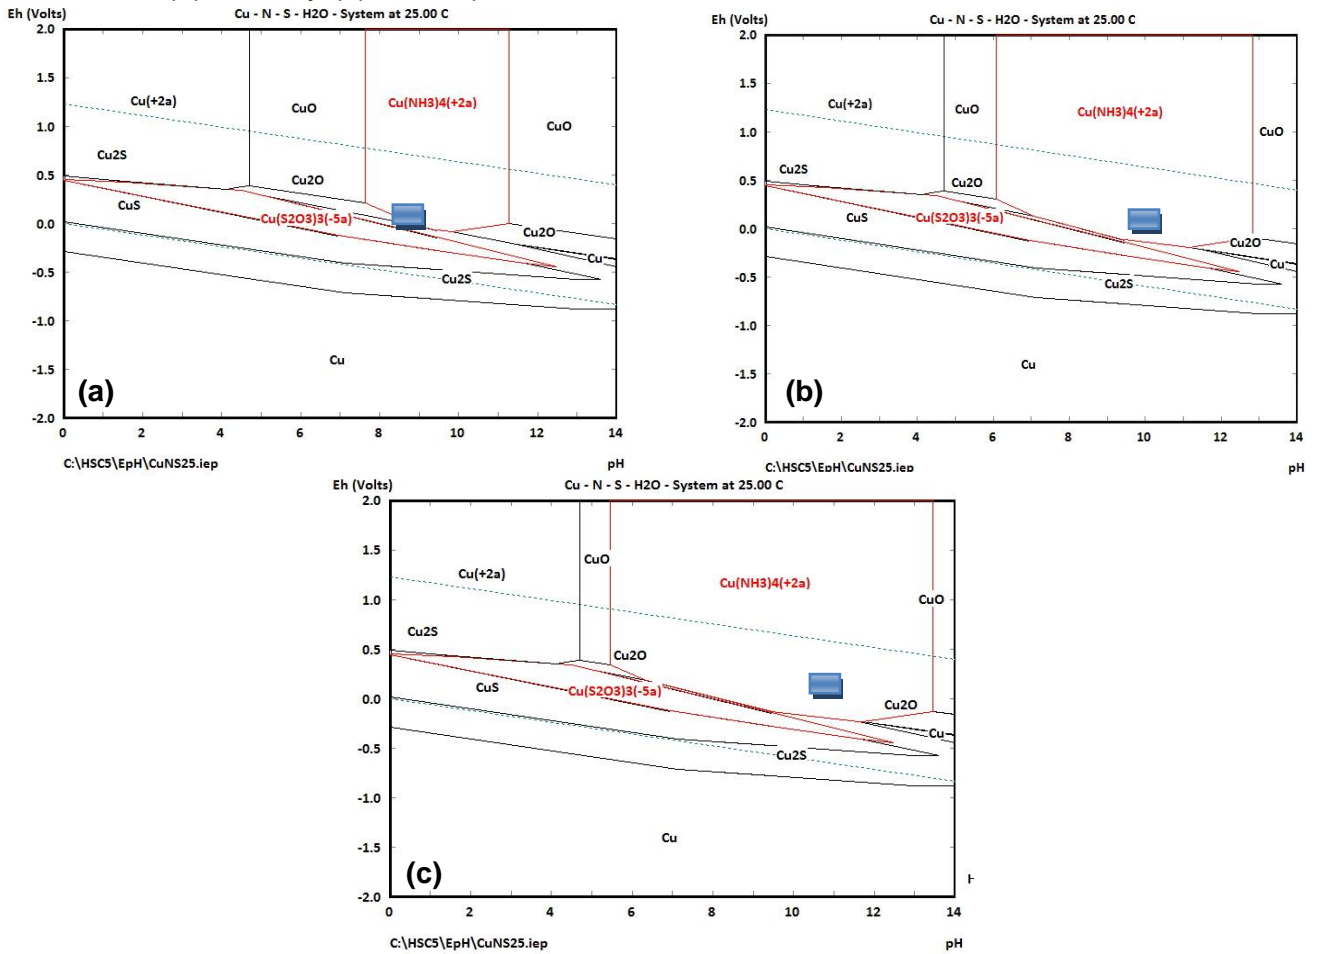 Eh (Volts)
Cu - N - S - H2O - System at 25.00 C
2.0
1.5
1.0
0.5
0.0
-0.5
-1.0
-1.5
-2.0
Cu(+2a)
CuO
Cu(NH3)4(+2a)
CuO
Cu2S
Cu2O
CuS
Cu(S2O3)3(-5a)
Cu2O
Cu
Cu2S
Cu
(a)
0 2 4 6 8 10 12 14
C:\HSC5\EpH\CuNS25.iep
pH
Eh (Volts)
Cu - N - S - H2O - System at 25.00 C
2.0
1.5
1.0
0.5
0.0
-0.5
-1.0
-1.5
-2.0
Cu(+2a)
CuO
Cu(NH3)4(+2a)
CuO
Cu2S
Cu2O
CuS
Cu(S2O3)3(-5a)
Cu2O
Cu
Cu2S
Cu
(b)
0 2 4 6 8 10 12 14
C:\HSC5\EpH\CuNS25.iep
pH
Eh (Volts)
Cu - N - S - H2O - System at 25.00 C
2.0
1.5
1.0
0.5
0.0
-0.5
-1.0
-1.5
-2.0
CuO
Cu(+2a)
Cu(NH3)4(+2a)
CuO
Cu2S
Cu2O
CuS
Cu(S2O3)3(-5a)
Cu2O
Cu
Cu2S
Cu
(c)
0 2 4 6 8 10 12 14
C:\HSC5\EpH\CuNS25.iep
pH